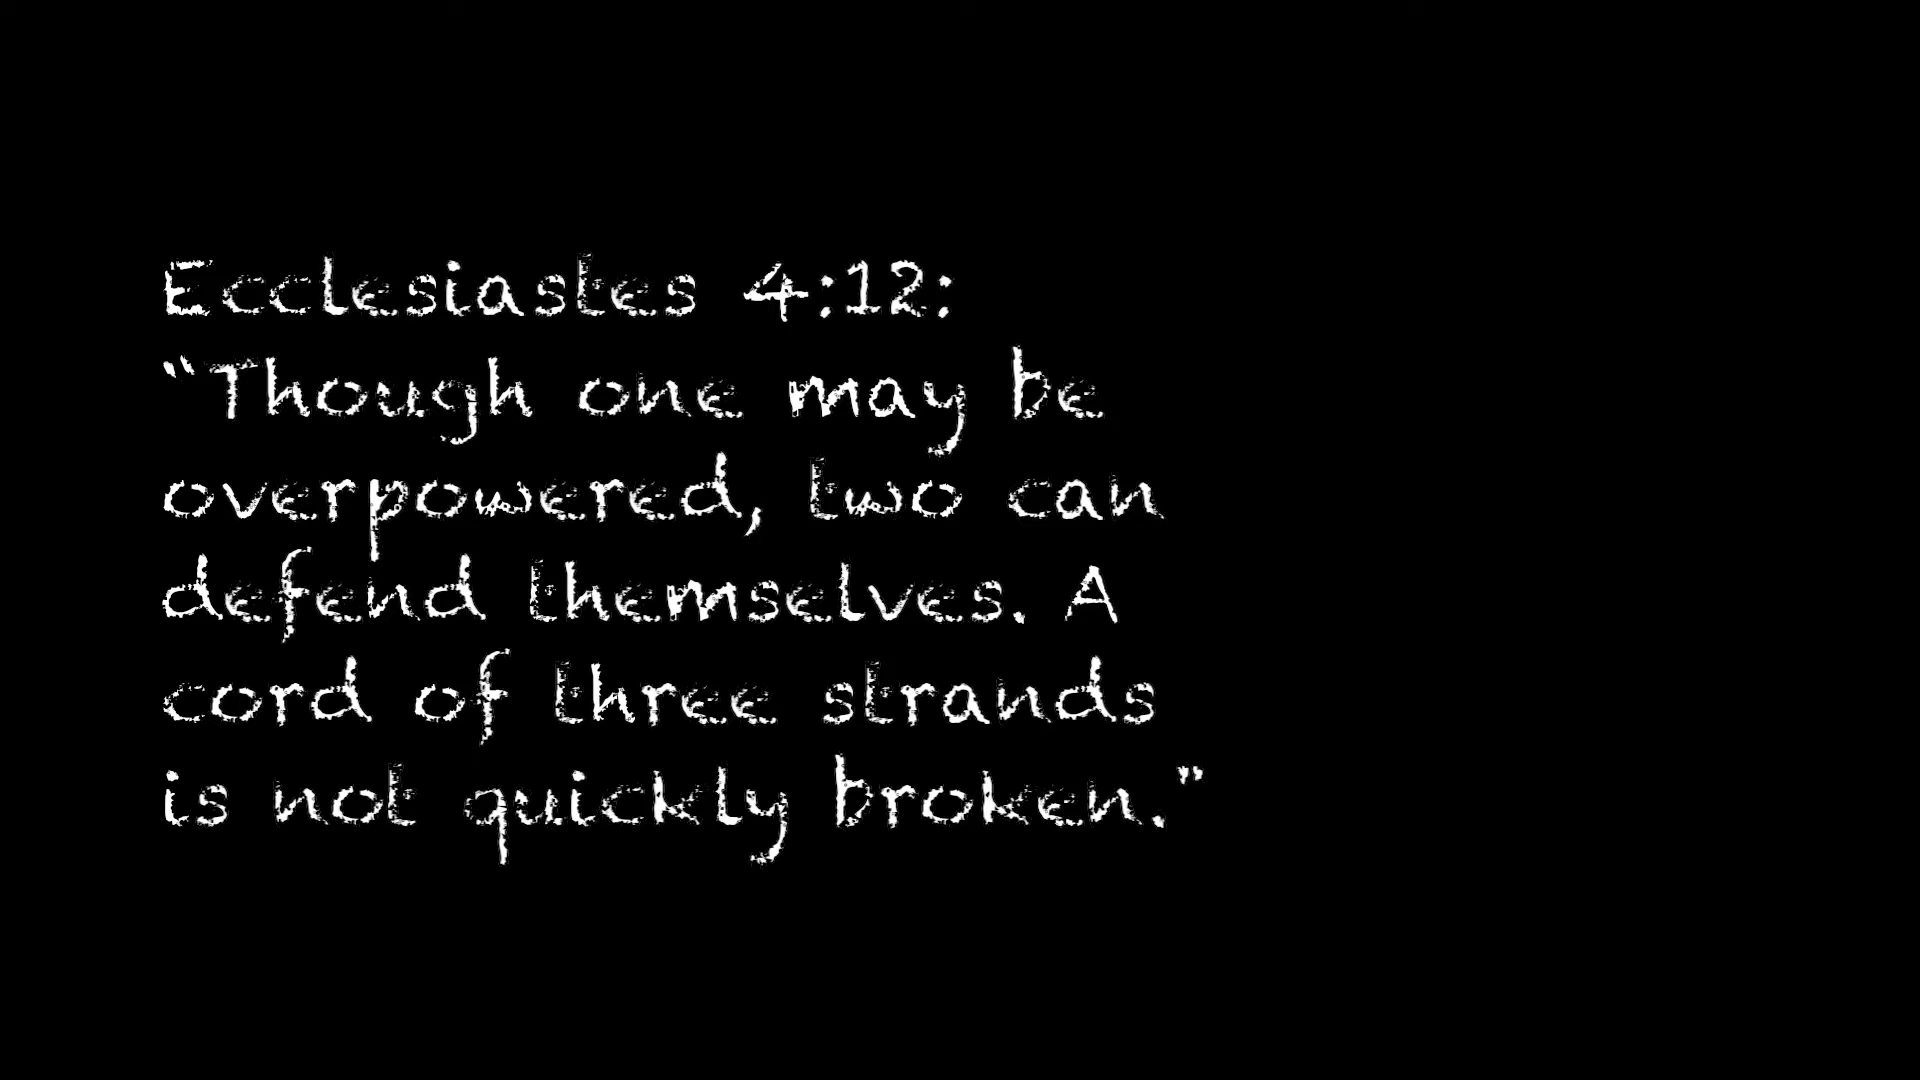 Ecclesiastes 4:12:
“Though one may be
overpowered, two can
defend themselves. A
cord of three strands
is not quickly broken.”